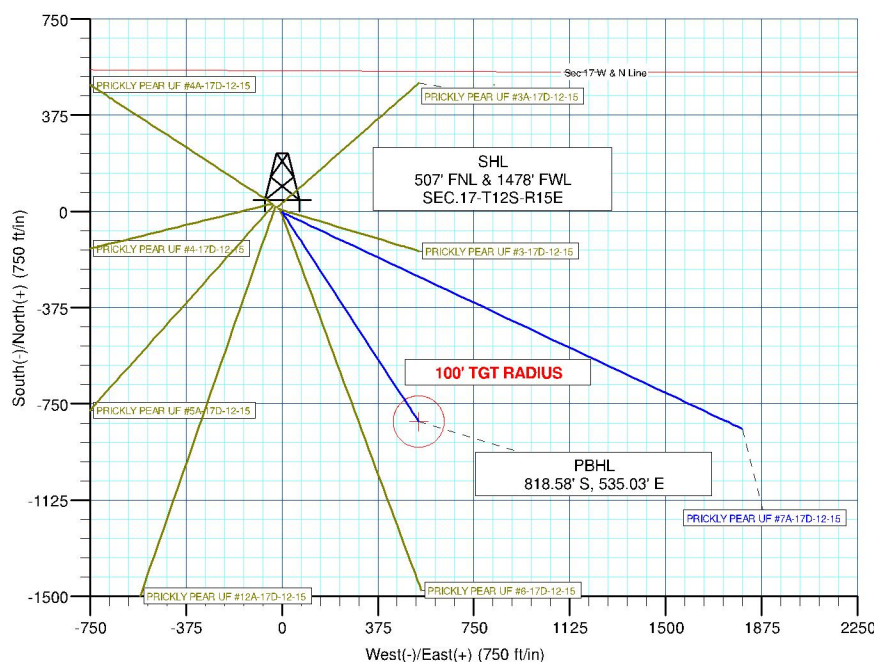 750
Sec 17 W & N Line
PRICKLY PEAR UF #4A-17D-12-15
PRICKLY PEAR UF #3A-17D-12-15
375
SHL
507' FNL & 1478' FWL
SEC.17-T12S-R15E
0
PRICKLY PEAR UF #4-17D-12-15
PRICKLY PEAR UF #3-17D-12-15
-375
South(-)/North(+) (750 ft/in)
100' TGT RADIUS
-750
PRICKLY PEAR UF #5A-17D-12-15
PBHL
818.58' S, 535.03' E
-1125
PRICKLY PEAR UF #7A-17D-12-15
-1500
PRICKLY PEAR UF #12A-17D-12-15
PRICKLY PEAR UF #6-17D-12-15
-750 -375 0 375 750 1125 1500 1875 2250
West(-)/East(+) (750 ft/in)